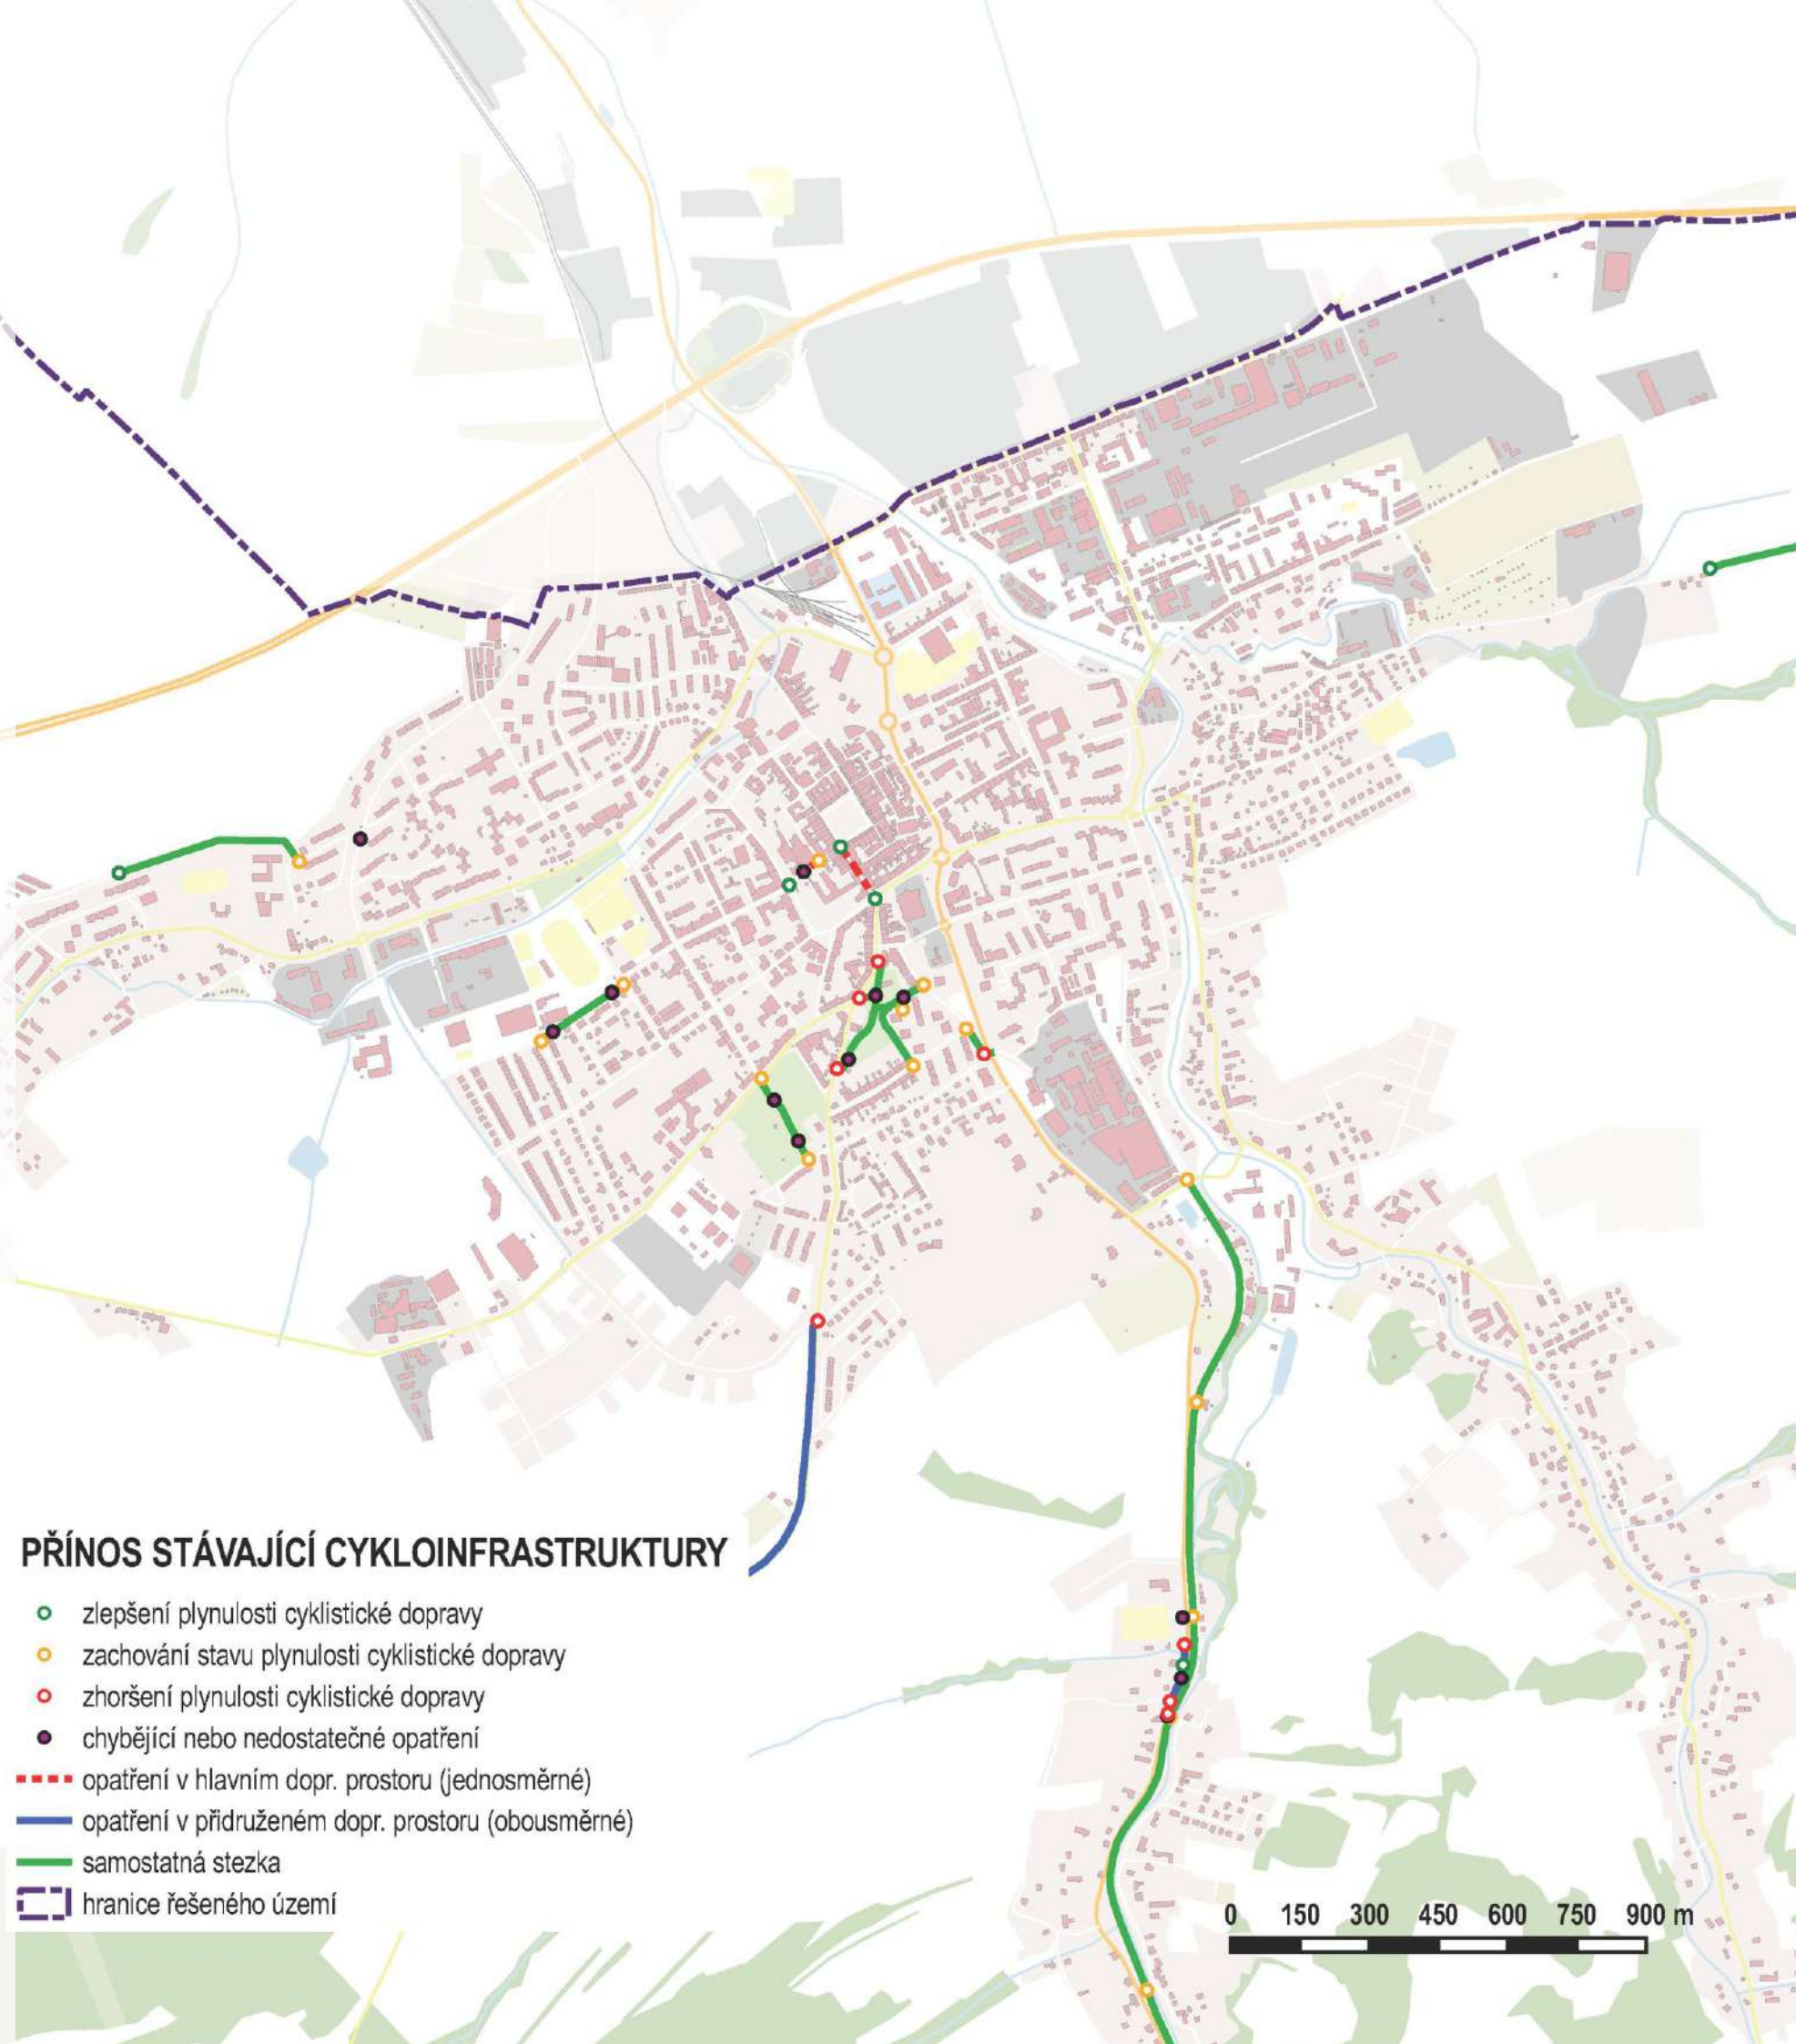 PŘÍNOS STÁVAJÍCÍ CYKLOINFRASTRUKTURY
zlepšení plynulosti cyklistické dopravy
zachování stavu plynulosti cyklistické dopravy
zhoršení plynulosti cyklistické dopravy
chybějící nebo nedostatečné opatření
opatření v hlavním dopr. prostoru (jednosměrné)
opatření v přidruženém dopr. prostoru (obousměrné)
samostatná stezka
hranice řešeného území
0 150 300 450 600 750 900 m